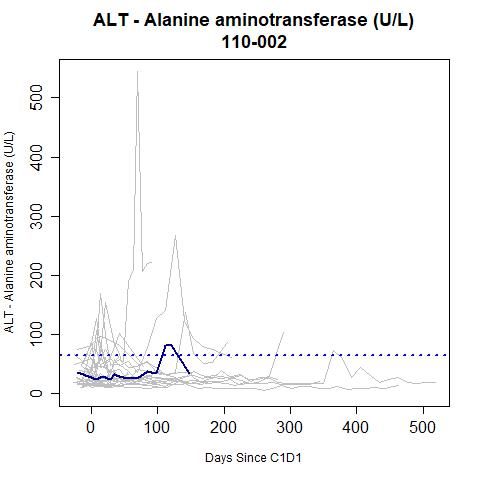 ALT - Alanine aminotransferase (U/L)
110-002
ALT - Alanine aminotransferase (U/L)
500
400
300
200
100
0
0 100 200 300 400 500
Days Since C1D1